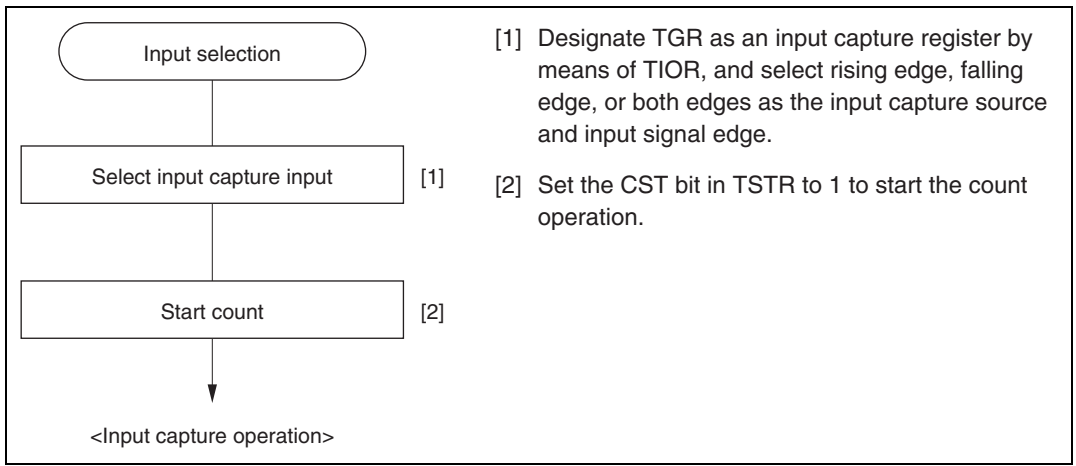 Input selection
Select input capture input
[1]
Start count
[2]
<Input capture operation>
[1] Designate TGR as an input capture register by
means of TIOR, and select rising edge, falling
edge, or both edges as the input capture source
and input signal edge.
[2] Set the CST bit in TSTR to 1 to start the count
operation.